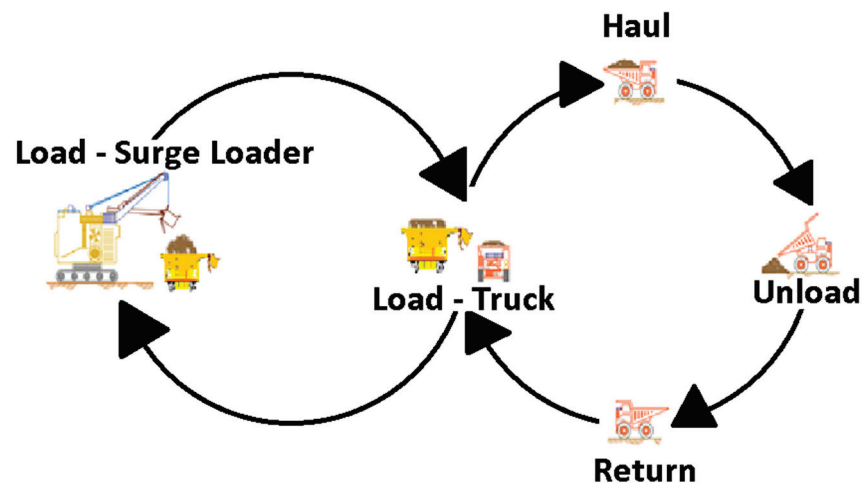 Haul
Load - Surge Loader
Load - Truck
Unload
Return